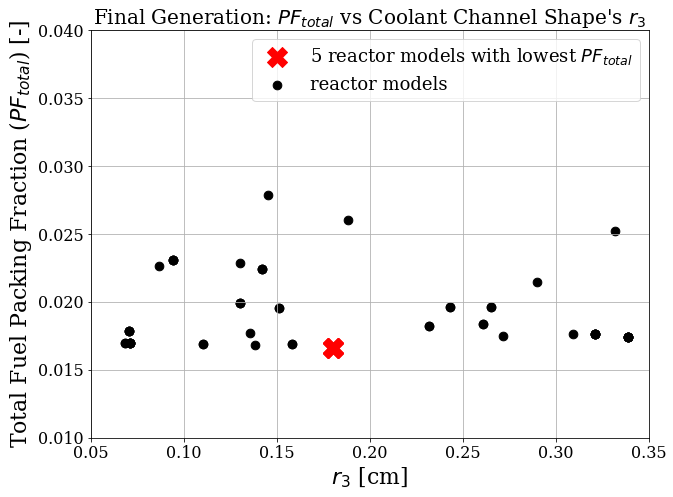 Final Generation: PF_total vs Coolant Channel Shape's r_3
5 reactor models with lowest PF_total
reactor models
Total Fuel Packing Fraction (PF_total) [-]
0.040
0.035
0.030
0.025
0.020
0.015
0.010
0.05 0.10 0.15 0.20 0.25 0.30 0.35
r_3 [cm]